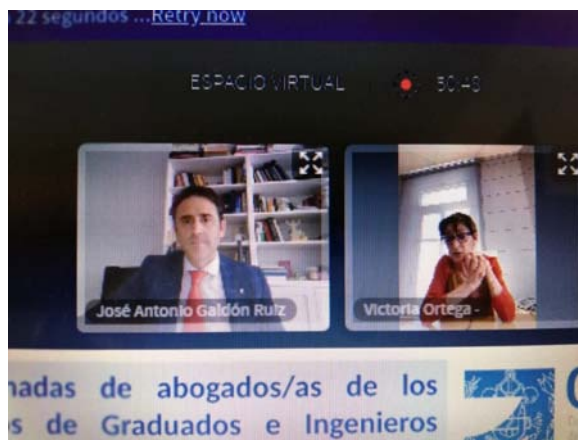 22 segundos ...Retry now
ESPACIO VIRTUAL 50:48
José Antonio Galdón Ruiz
Victoria Ortega -
nadas de abogados/as de los
s de Graduados e Ingenieros